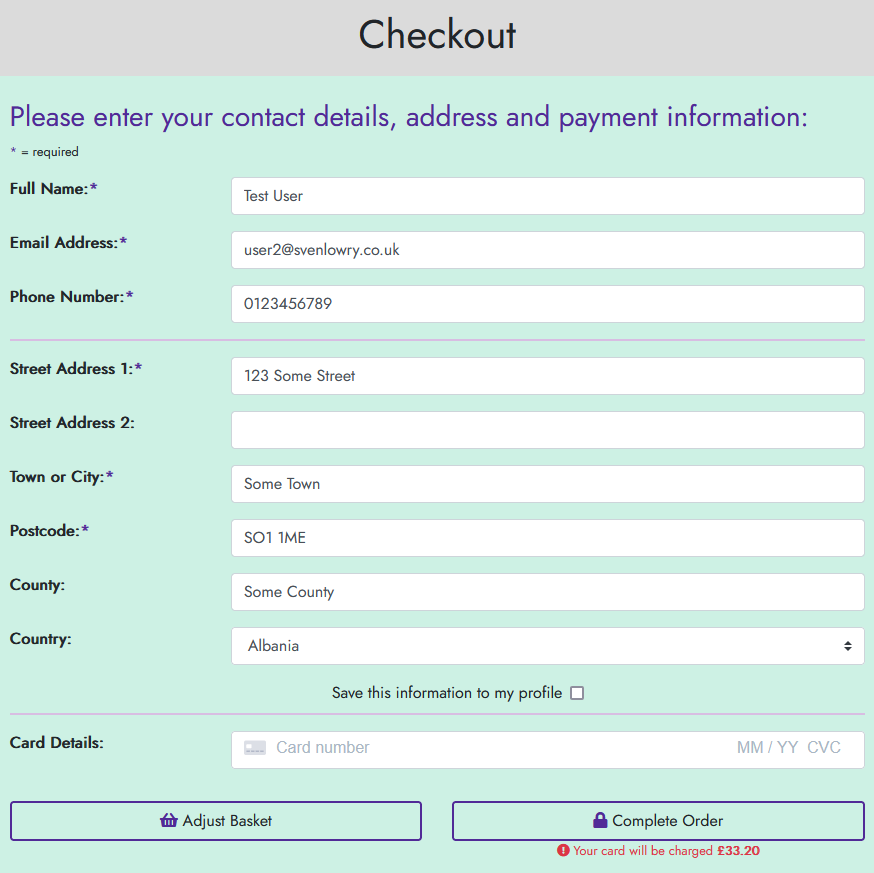 Checkout
Please enter your contact details, address and payment information:
* = required
Full Name:* Test User
Email Address:* user2@svenlowry.co.uk
Phone Number:* 0123456789
Street Address 1:* 123 Some Street
Street Address 2:
Town or City:* Some Town
Postcode:* SO1 1ME
County: Some County
Country: Albania
Save this information to my profile
Card Details: Card number MM / YY CVC
Adjust Basket Complete Order
Your card will be charged £33.20